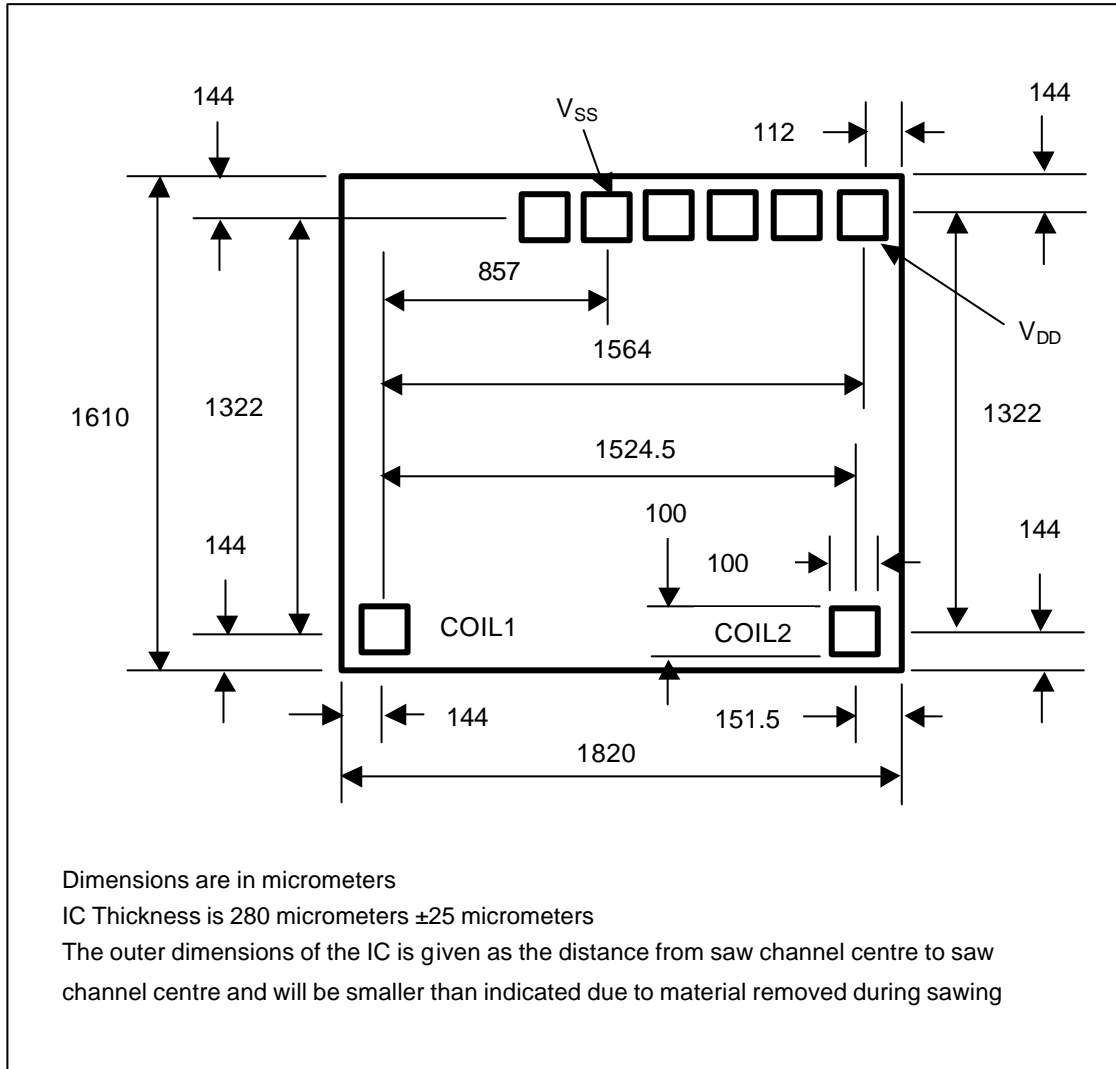 144
V_SS
144
112
857
V_DD
1564
1610
1322
1322
1524.5
100
144
144
100
COIL1
COIL2
144
151.5
1820
Dimensions are in micrometers
IC Thickness is 280 micrometers ±25 micrometers
The outer dimensions of the IC is given as the distance from saw channel centre to saw
channel centre and will be smaller than indicated due to material removed during sawing